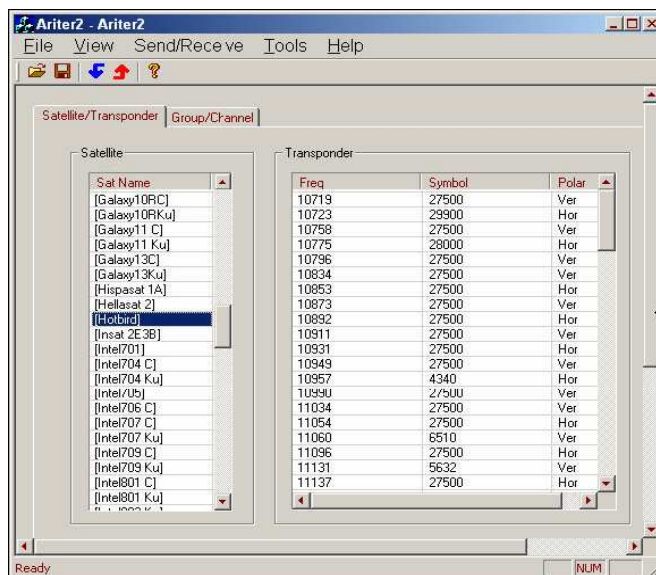 Ariter2 - Ariter2
File View Send/Rece ve Tools Help
Satellite/Transponder Group/Channel
Satellite
Sat Name
[Galaxy10RC]
[Galaxy10RKu]
[Galaxy11 C]
[Galaxy11 Ku]
[Galaxy13C]
[Galaxy13Ku]
[Hispasat 1A]
[Hellasat 2]
[Hotbird]
[Insat 2E3B]
[Intel701]
[Intel704 C]
[Intel704 Ku]
[Intel705]
[Intel706 C]
[Intel707 C]
[Intel707 Ku]
[Intel709 C]
[Intel709 Ku]
[Intel801 C]
[Intel801 Ku]
Transponder
Freq Symbol Polar
10719 27500 Ver
10723 29900 Hor
10758 27500 Ver
10775 28000 Hor
10796 27500 Ver
10834 27500 Ver
10853 27500 Hor
10873 27500 Ver
10892 27500 Hor
10911 27500 Ver
10931 27500 Hor
10949 27500 Ver
10957 4340 Hor
10990 27500 Ver
11034 27500 Ver
11054 27500 Hor
11060 6510 Ver
11096 27500 Hor
11131 5632 Ver
11137 27500 Hor
Ready NUM